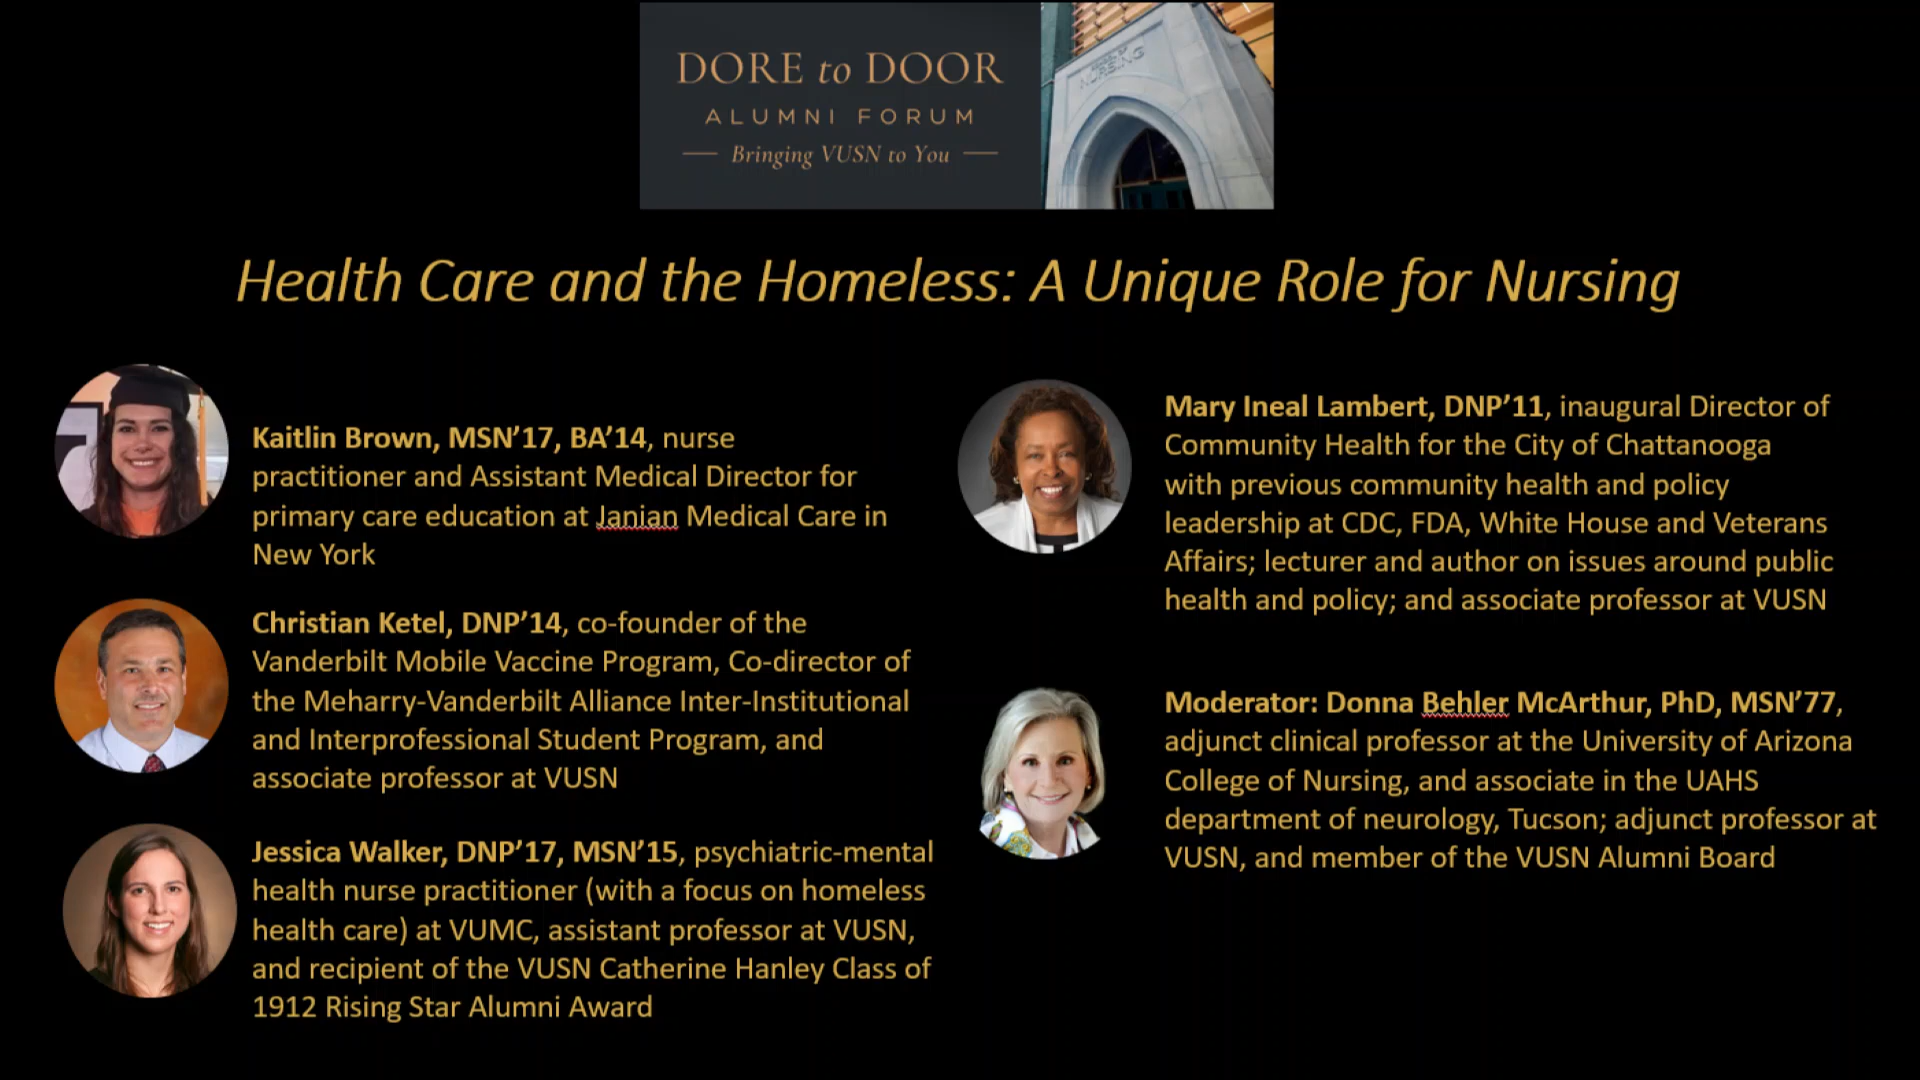 DORE to DOOR
ALUMNI FORUM
Bringing VUSN to You
SCHOOL OF
NURSING
Health Care and the Homeless: A Unique Role for Nursing
Kaitlin Brown, MSN’17, BA’14, nurse
practitioner and Assistant Medical Director for
primary care education at Janian Medical Care in
New York
Christian Ketel, DNP’14, co-founder of the
Vanderbilt Mobile Vaccine Program, Co-director of
the Meharry-Vanderbilt Alliance Inter-Institutional
and Interprofessional Student Program, and
associate professor at VUSN
Jessica Walker, DNP’17, MSN’15, psychiatric-mental
health nurse practitioner (with a focus on homeless
health care) at VUMC, assistant professor at VUSN,
and recipient of the VUSN Catherine Hanley Class of
1912 Rising Star Alumni Award
Mary Ineal Lambert, DNP’11, inaugural Director of
Community Health for the City of Chattanooga
with previous community health and policy
leadership at CDC, FDA, White House and Veterans
Affairs; lecturer and author on issues around public
health and policy; and associate professor at VUSN
Moderator: Donna Behler McArthur, PhD, MSN’77,
adjunct clinical professor at the University of Arizona
College of Nursing, and associate in the UAHS
department of neurology, Tucson; adjunct professor at
VUSN, and member of the VUSN Alumni Board